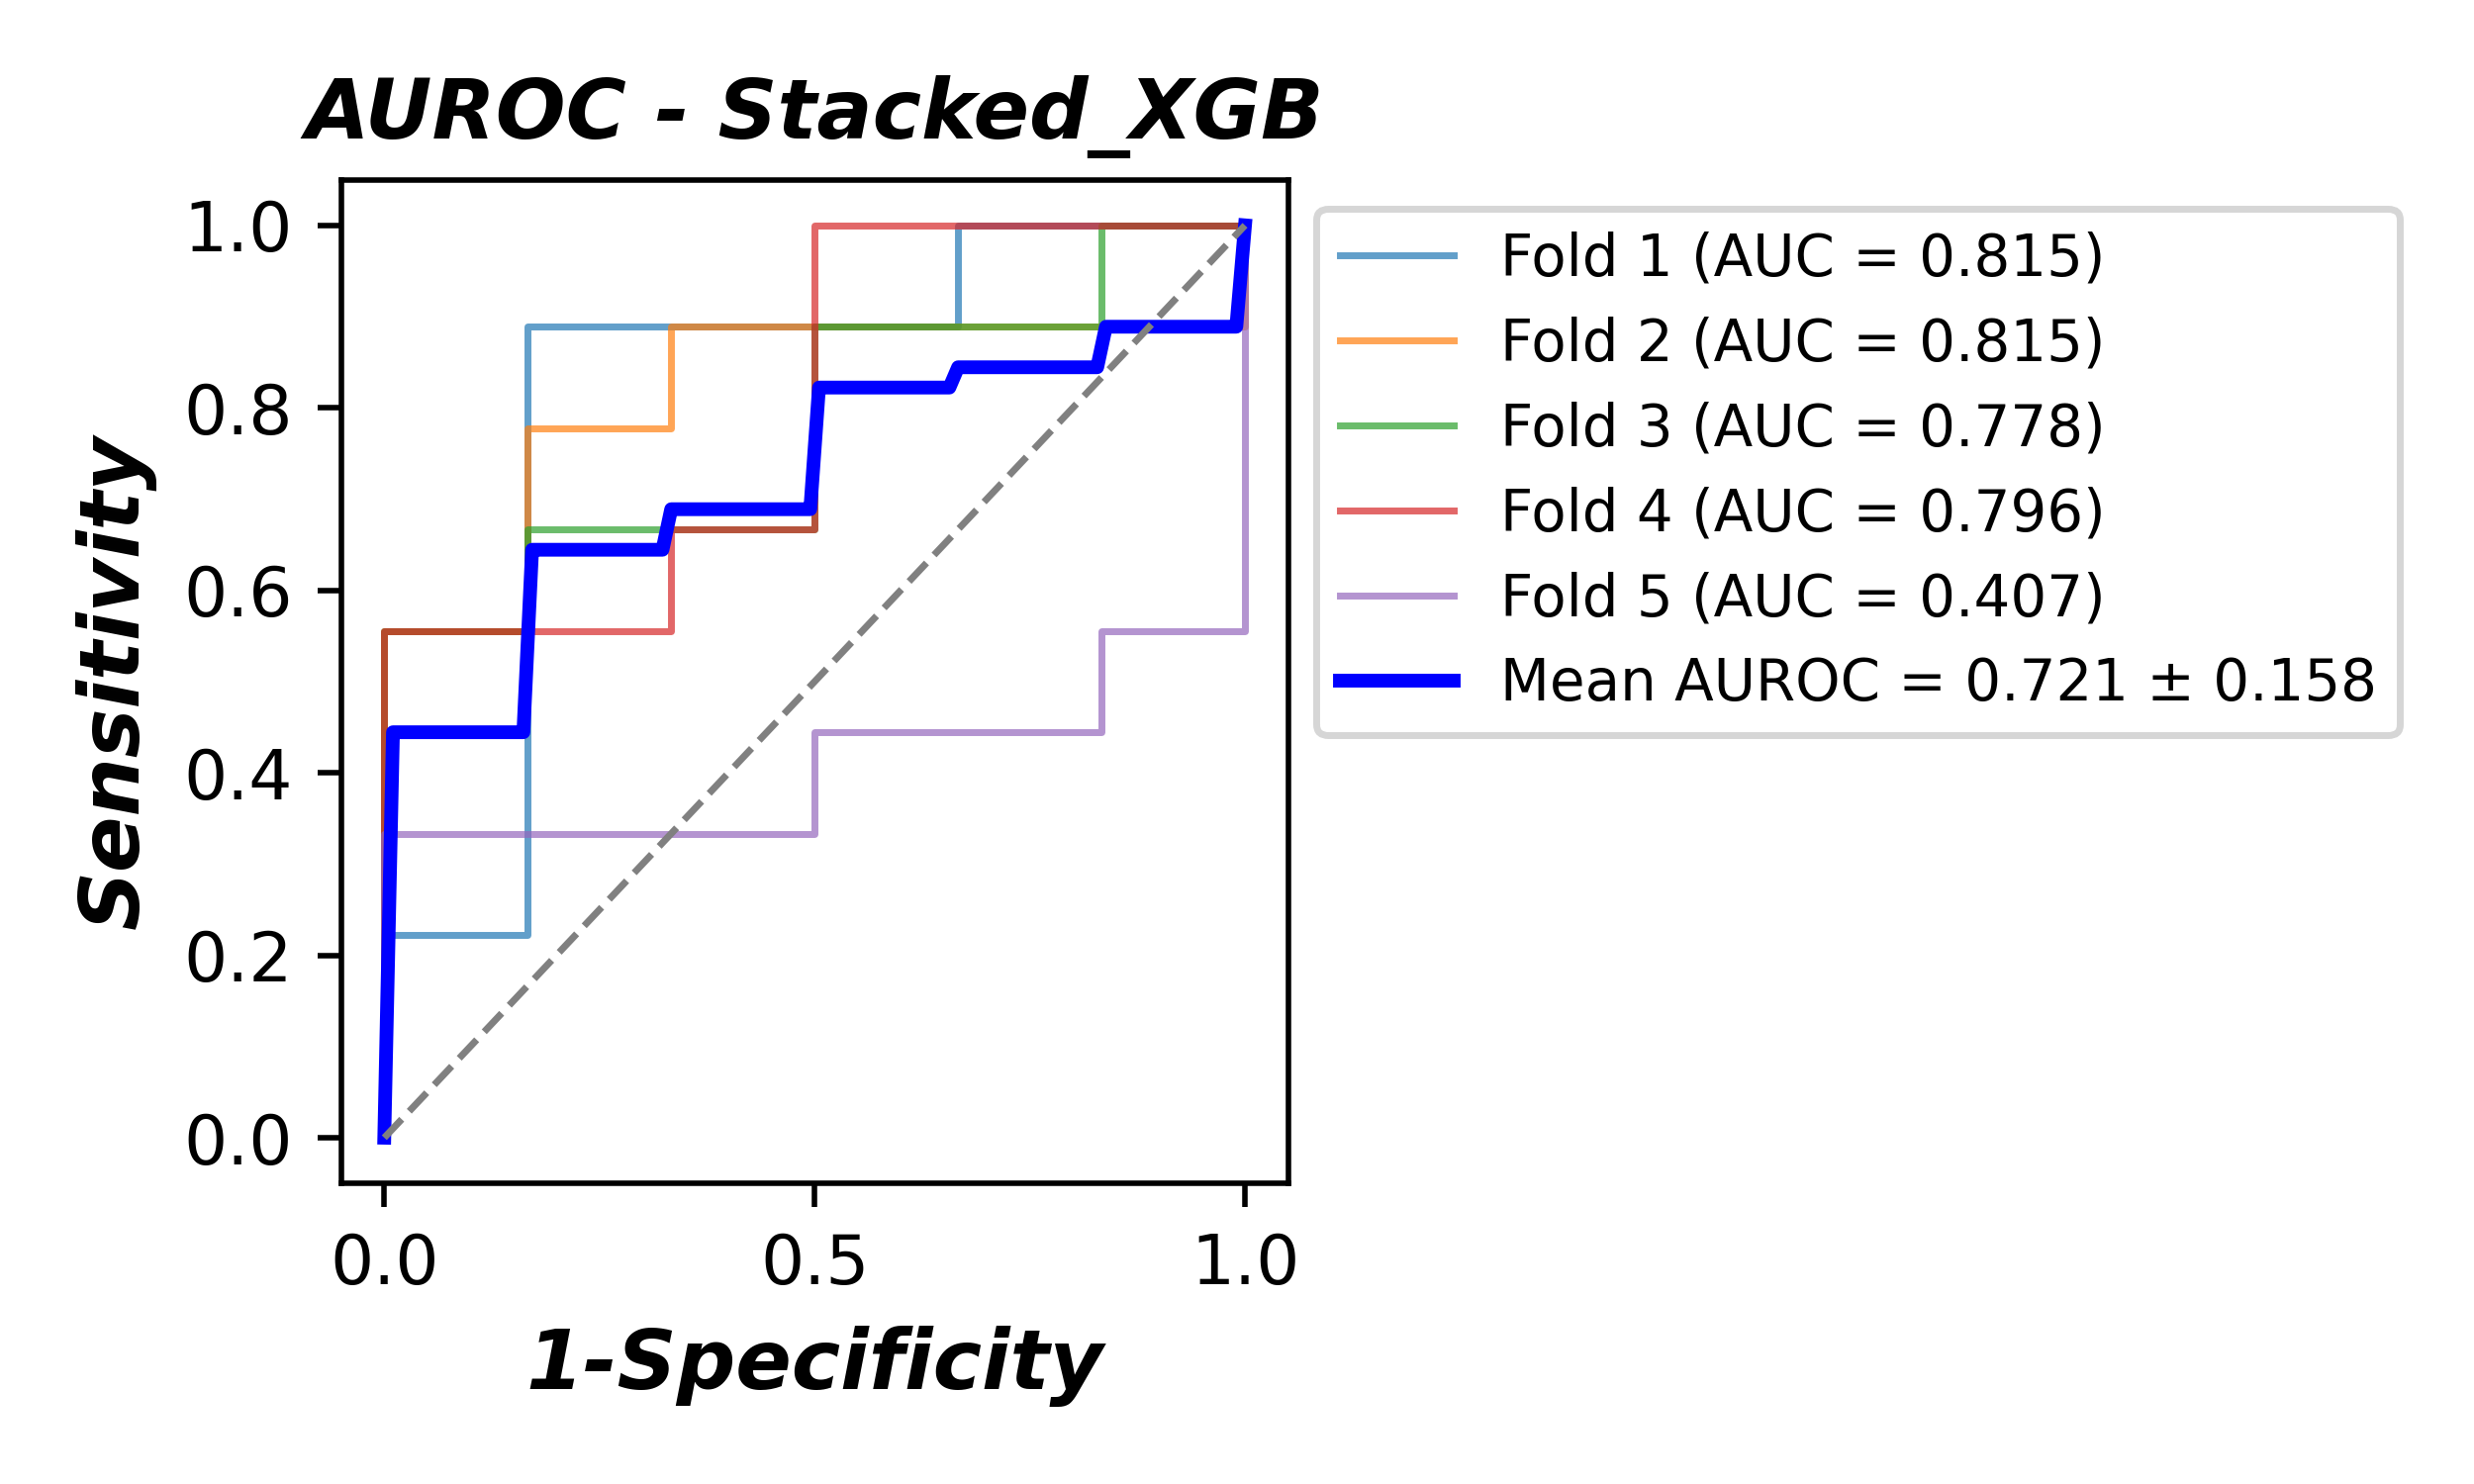 AUROC - Stacked_XGB
Sensitivity
1.0
0.8
0.6
0.4
0.2
0.0
0.0 0.5 1.0
1-Specificity
Fold 1 (AUC = 0.815)
Fold 2 (AUC = 0.815)
Fold 3 (AUC = 0.778)
Fold 4 (AUC = 0.796)
Fold 5 (AUC = 0.407)
Mean AUROC = 0.721 ± 0.158